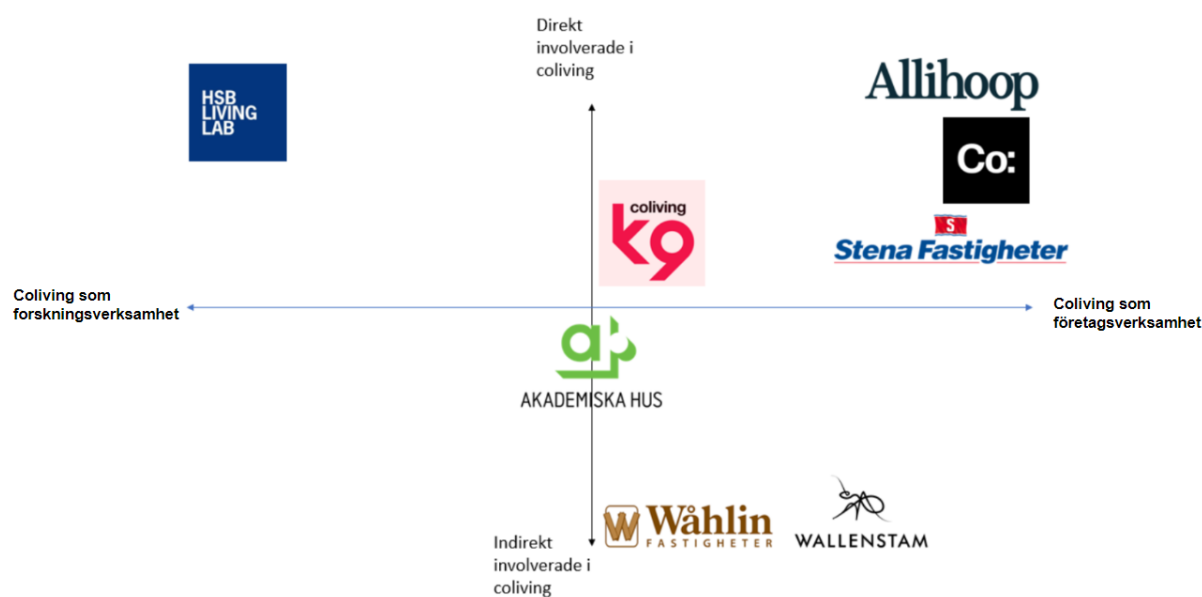 Direkt
involverade i
coliving
HSB
LIVING
LAB
Allihoop
Co:
coliving
k9
S
Stena Fastigheter
Coliving som
forskningsverksamhet
Coliving som
företagsverksamhet
AKADEMISKA HUS
W Wåhlin
FASTIGHETER
WALLENSTAM
Indirekt
involverade i
coliving